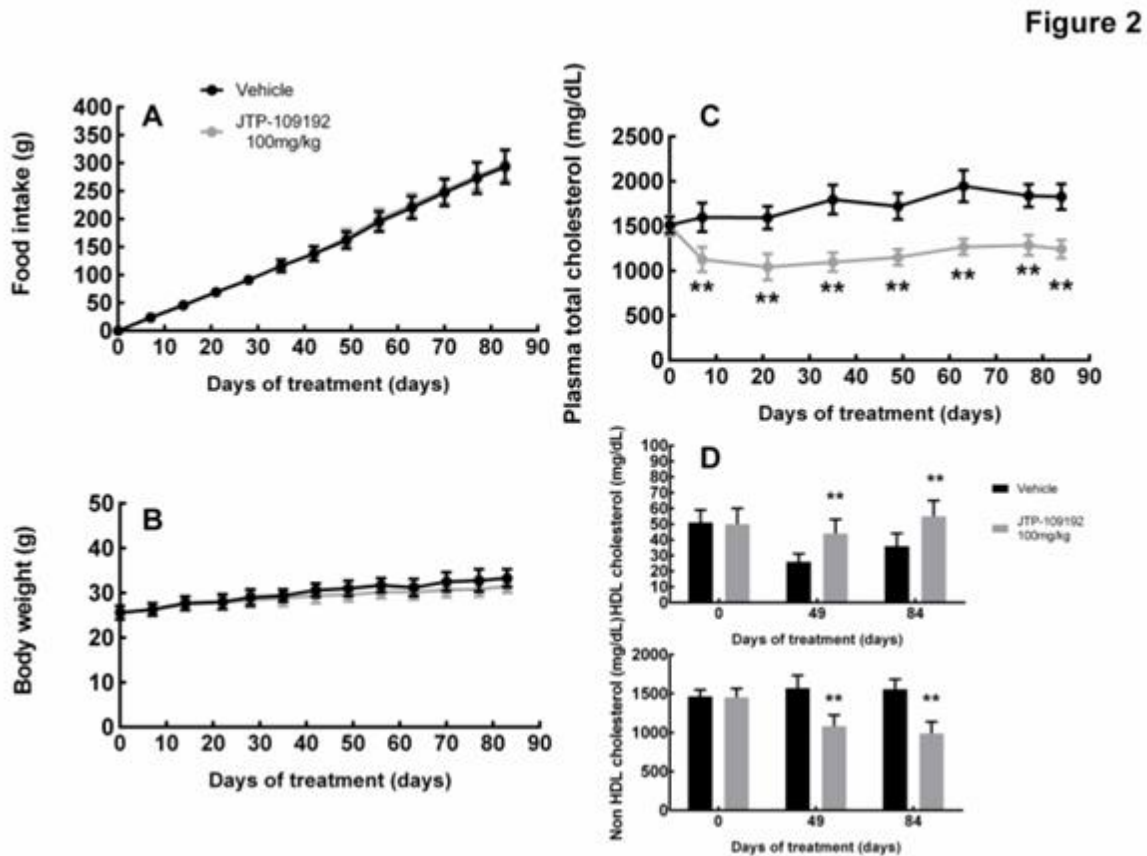 Figure 2
Vehicle
JTP-109192
100mg/kg
A
Food intake (g)
400
350
300
250
200
150
100
50
0
0 10 20 30 40 50 60 70 80 90
Days of treatment (days)
B
Body weight (g)
50
40
30
20
10
0
0 10 20 30 40 50 60 70 80 90
Days of treatment (days)
C
Plasma total cholesterol (mg/dL)
2500
2000
1500
1000
500
0
** ** ** ** ** ** **
0 10 20 30 40 50 60 70 80 90
Days of treatment (days)
D
HDL cholesterol (mg/dL)
100
90
80
70
60
50
40
30
20
10
0
** **
0 49 84
Days of treatment (days)
Vehicle
JTP-109192
100mg/kg
Non HDL cholesterol (mg/dL)
2000
1500
1000
500
0
** **
0 49 84
Days of treatment (days)